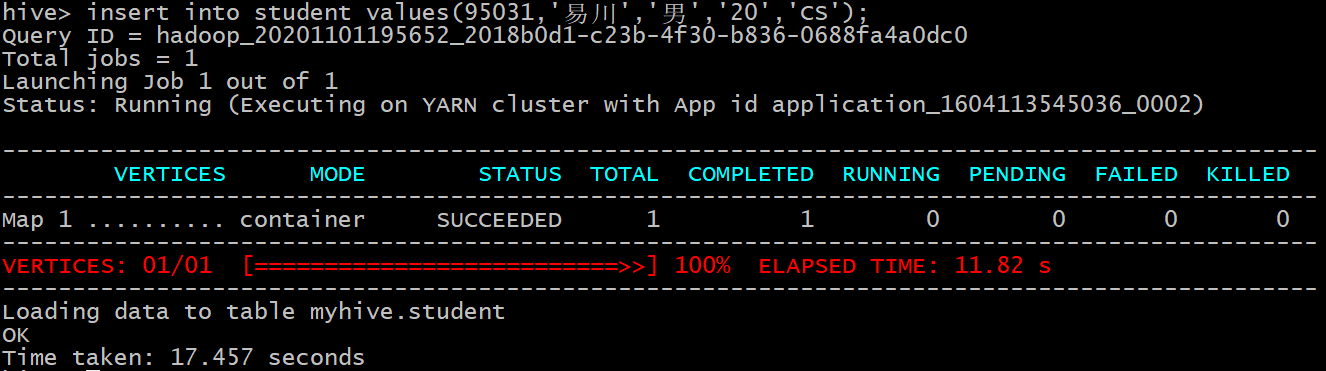 hive> insert into student values(95031,'易川','男','20','CS');
Query ID = hadoop_20201101195652_2018b0d1-c23b-4f30-b836-0688fa4a0dc0
Total jobs = 1
Launching Job 1 out of 1
Status: Running (Executing on YARN cluster with App id application_1604113545036_0002)
----------------------------------------------------------------------------------------------
VERTICES MODE STATUS TOTAL COMPLETED RUNNING PENDING FAILED KILLED
----------------------------------------------------------------------------------------------
Map 1 .......... container SUCCEEDED 1 1 0 0 0 0
----------------------------------------------------------------------------------------------
VERTICES: 01/01 [==========================>>] 100% ELAPSED TIME: 11.82 s
----------------------------------------------------------------------------------------------
Loading data to table myhive.student
OK
Time taken: 17.457 seconds